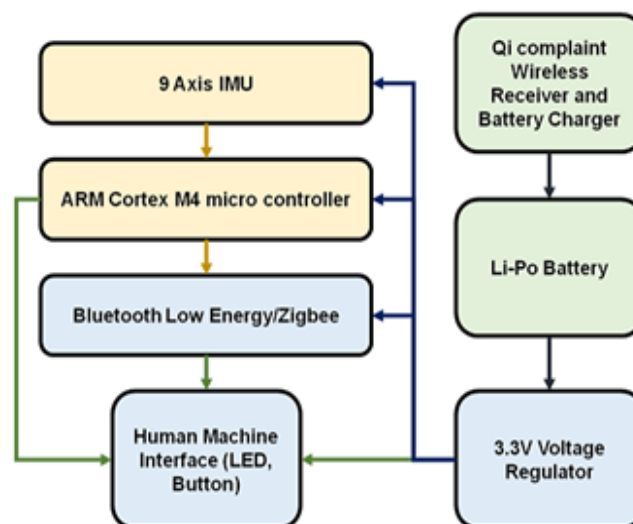 9 Axis IMU
ARM Cortex M4 micro controller
Bluetooth Low Energy/Zigbee
Human Machine
Interface (LED,
Button)
Qi complaint
Wireless
Receiver and
Battery Charger
Li-Po Battery
3.3V Voltage
Regulator